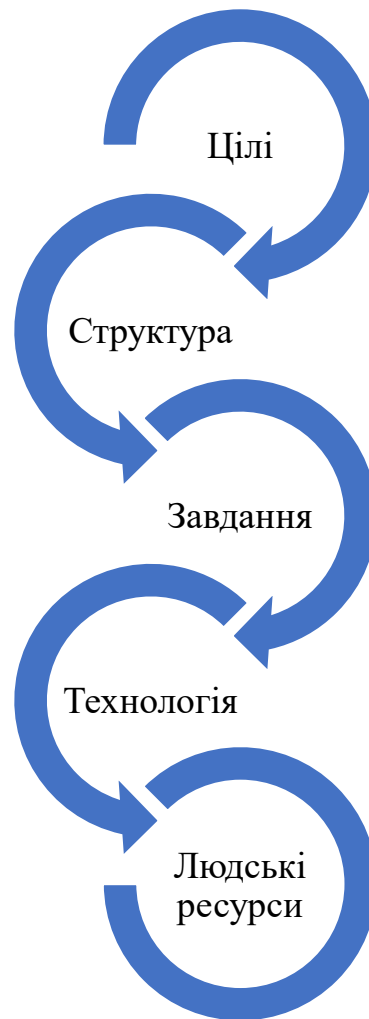 Цілі
Структура
Завдання
Технологія
Людські
ресурси